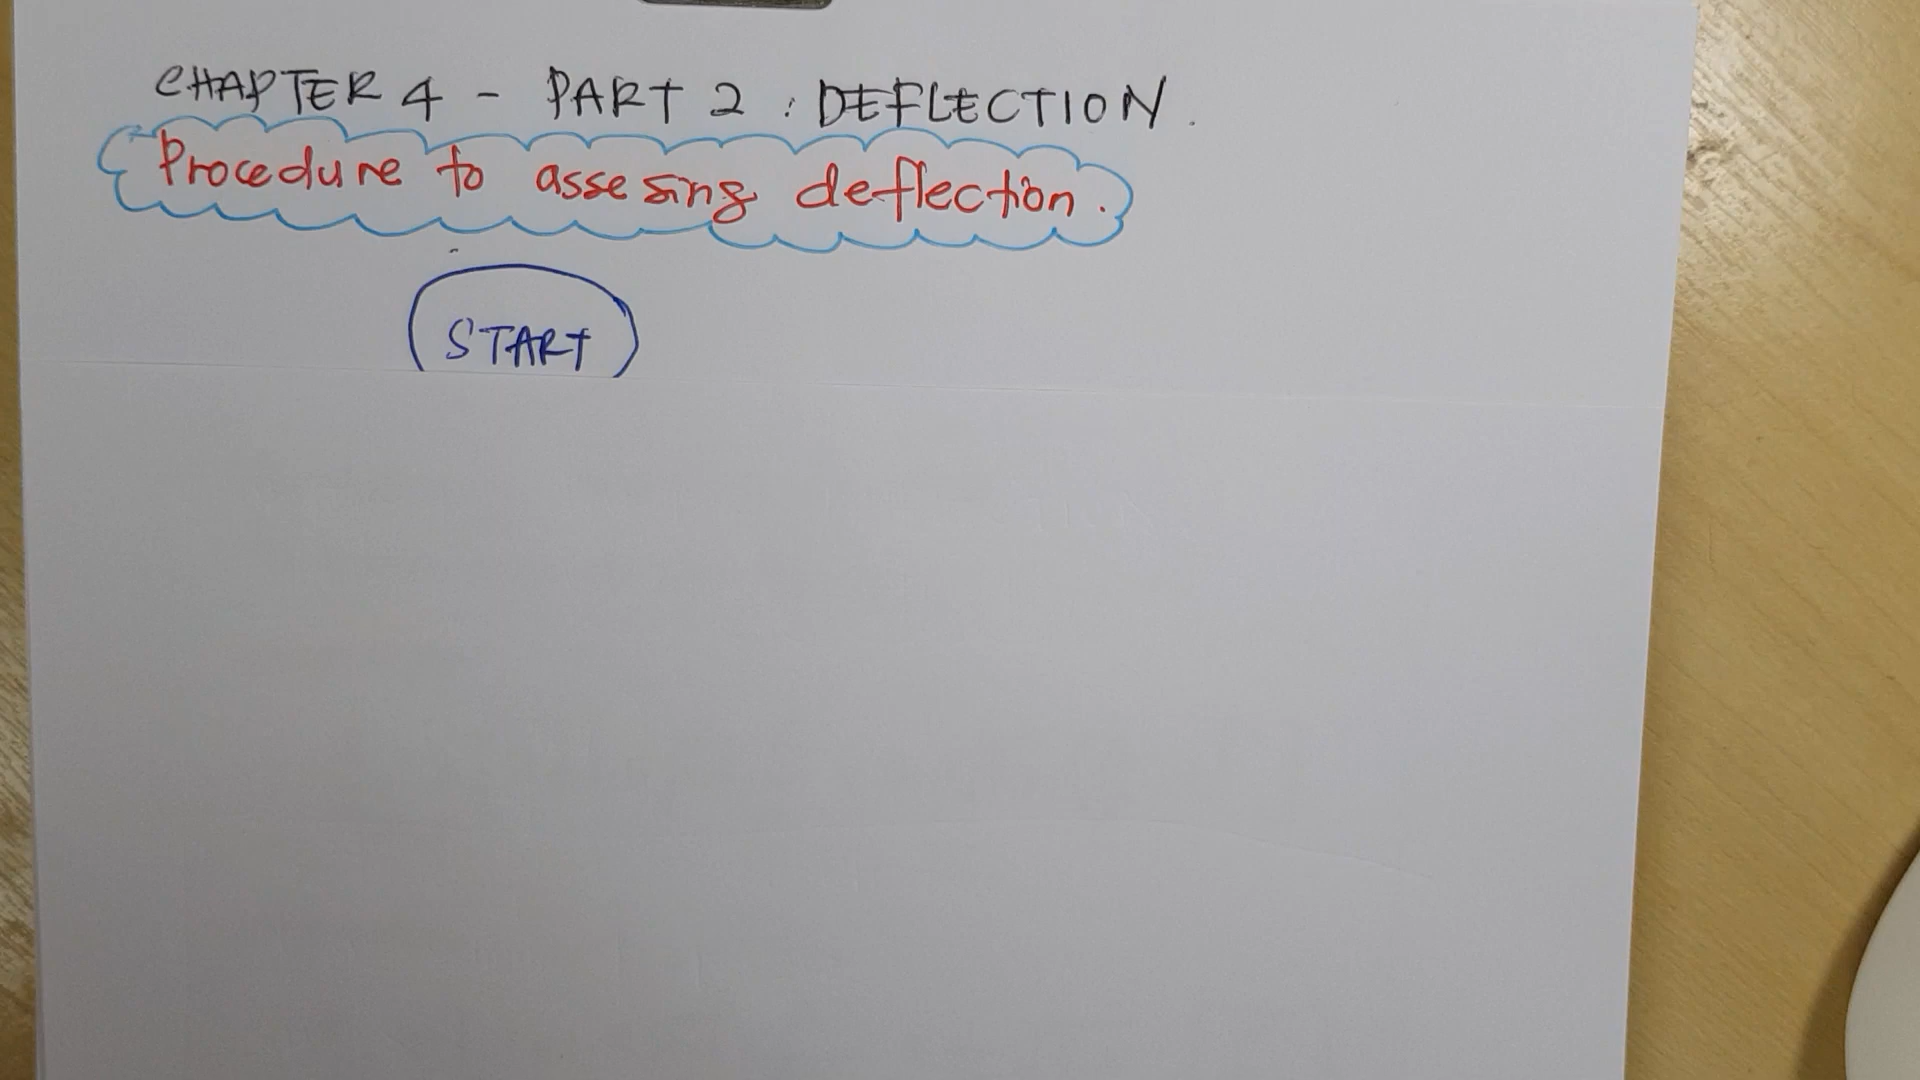 CHAPTER 4 - PART 2 : DEFLECTION.
Procedure to assesing deflection.
START